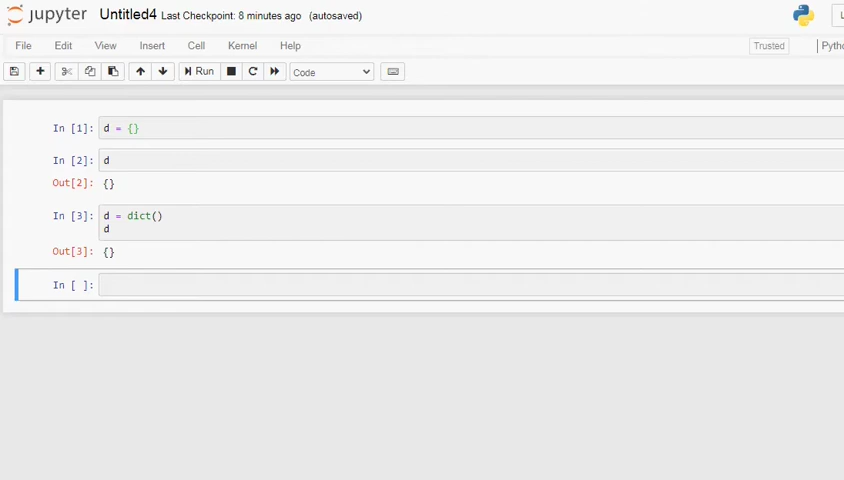 jupyter Untitled4 Last Checkpoint: 8 minutes ago (autosaved)
File Edit View Insert Cell Kernel Help Trusted
Run Code
In [1]: d = {}
In [2]: d
Out[2]: {}
In [3]: d = dict()
d
Out[3]: {}
In [ ]: